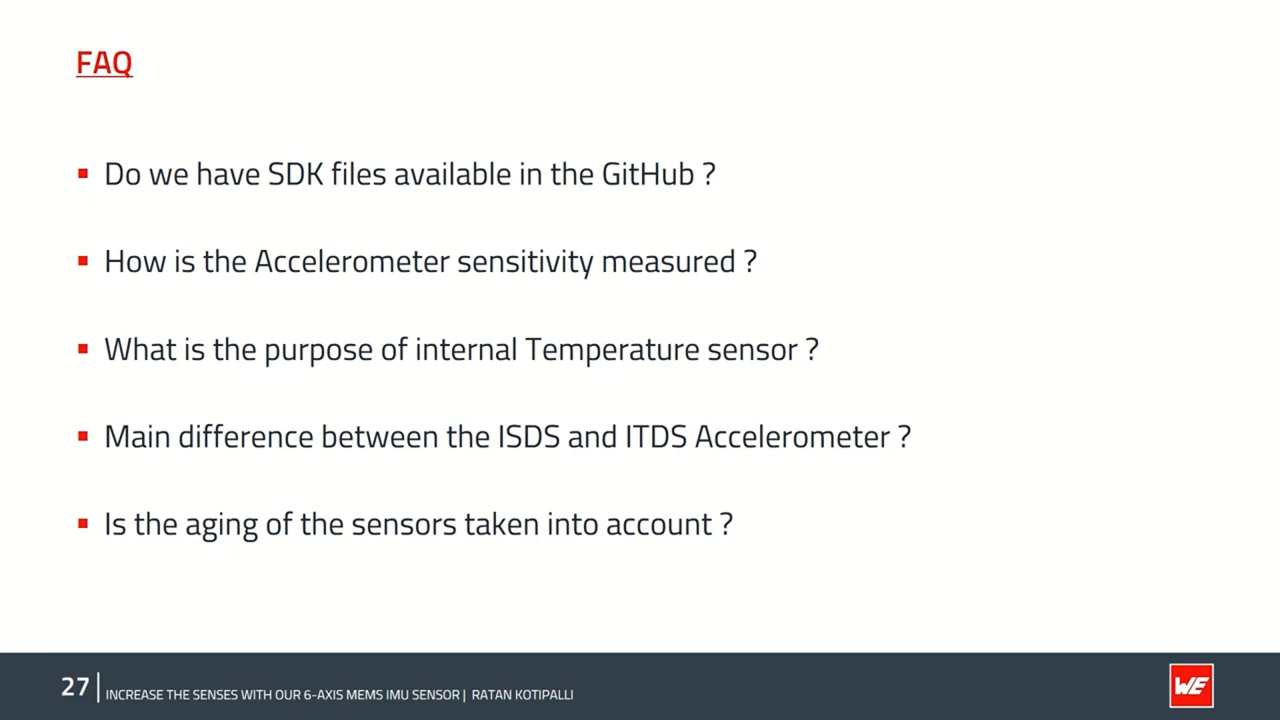 FAQ
Do we have SDK files available in the GitHub ?
How is the Accelerometer sensitivity measured ?
What is the purpose of internal Temperature sensor ?
Main difference between the ISDS and ITDS Accelerometer ?
Is the aging of the sensors taken into account ?
27 INCREASE THE SENSES WITH OUR 6-AXIS MEMS IMU SENSOR | RATAN KOTIPALLI
WE